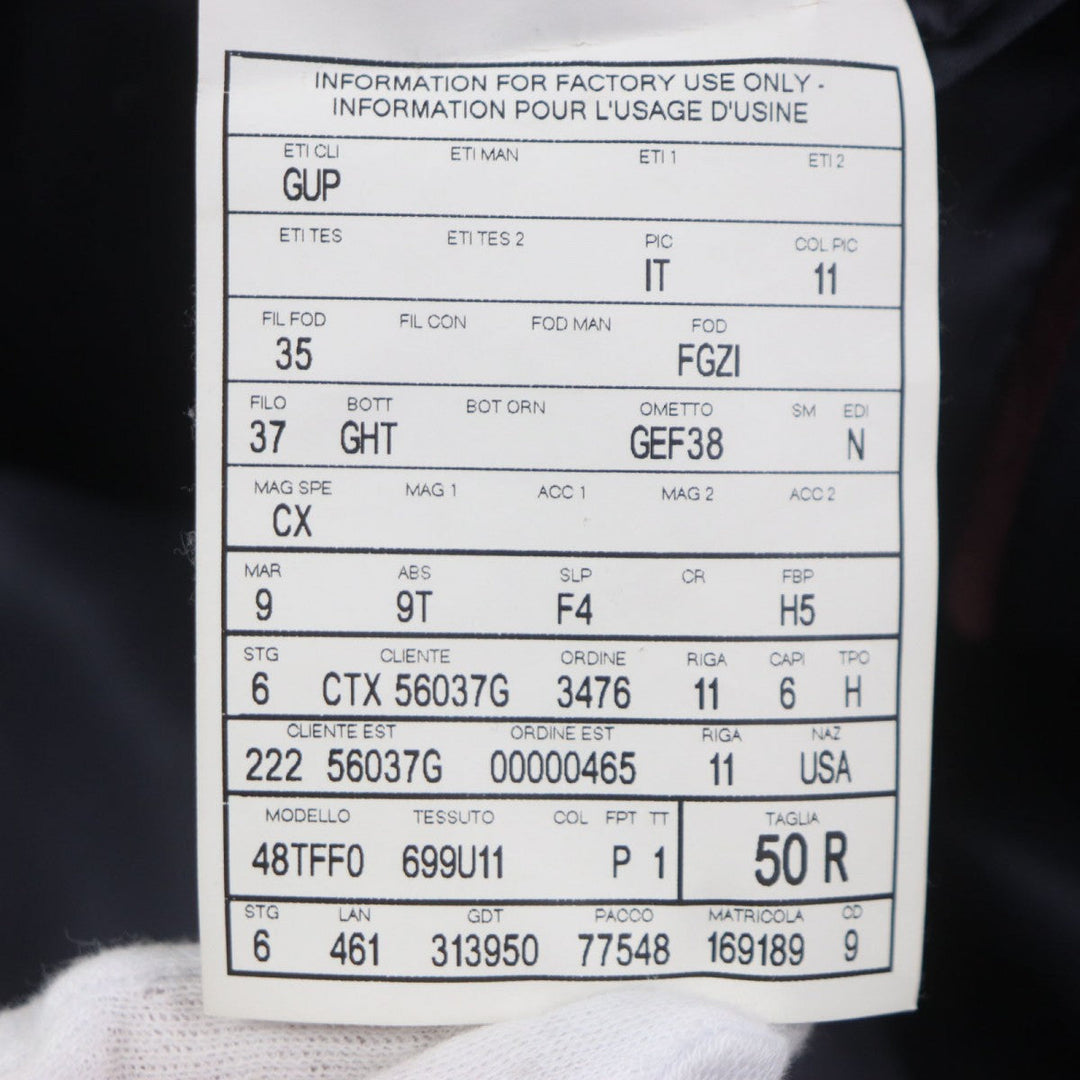 INFORMATION FOR FACTORY USE ONLY -
INFORMATION POUR L'USAGE D'USINE
ETI CLI ETI MAN ETI 1 ETI 2
GUP
ETI TES ETI TES 2 PIC COL PIC
IT 11
FIL FOD FIL CON FOD MAN FOD
35 FGZI
FILO BOTT BOT ORN OMETTO SM EDI
37 GHT GEF38 N
MAG SPE MAG 1 ACC 1 MAG 2 ACC 2
CX
MAR ABS SLP CR FBP
9 9T F4 H5
STG CLIENTE ORDINE RIGA CAPI TPO
6 CTX 56037G 3476 11 6 H
CLIENTE EST ORDINE EST RIGA NAZ
222 56037G 00000465 11 USA
MODELLO TESSUTO COL FPT TT TAGLIA
48TFF0 699U11 P 1 50 R
STG LAN GDT PACCO MATRICOLA CD
6 461 313950 77548 169189 9